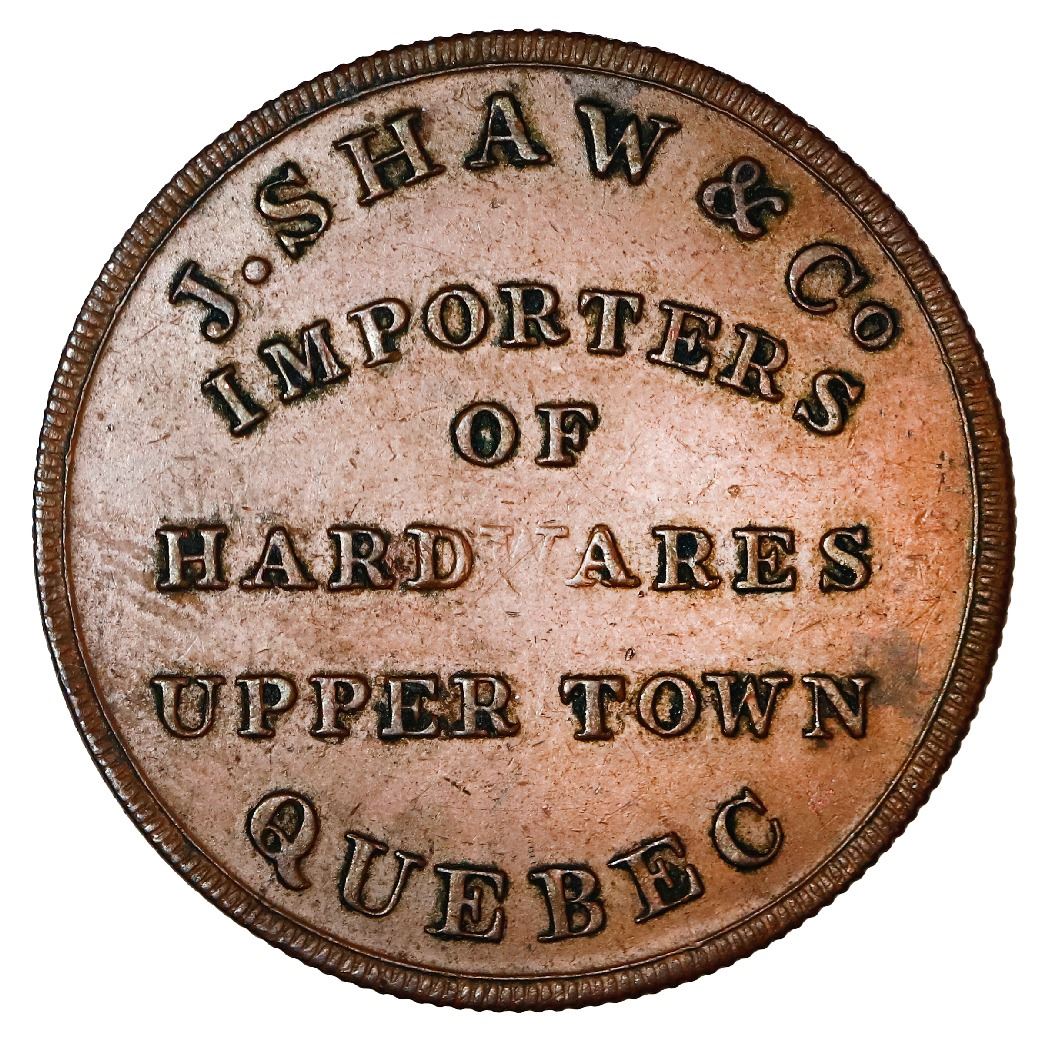 J. SHAW & Co
IMPORTERS
OF
HARDWARES
UPPER TOWN
QUEBEC